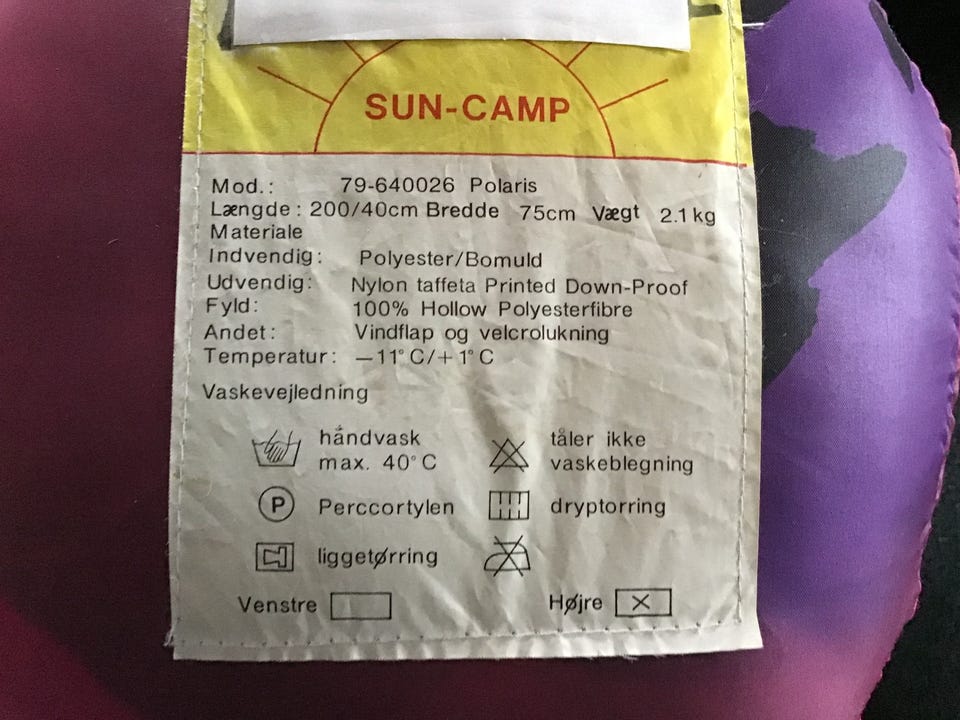 SUN-CAMP
Mod.: 79-640026 Polaris
Længde: 200/40cm Bredde 75cm Vægt 2.1kg
Materiale
Indvendig: Polyester/Bomuld
Udvendig: Nylon taffeta Printed Down-Proof
Fyld: 100% Hollow Polyesterfibre
Andet: Vindflap og velcrolukning
Temperatur: –11°C/+1°C
Vaskevejledning
håndvask
max. 40°C
tåler ikke
vaskeblegning
P Perccortylen
dryptorring
liggetørring
Venstre
Højre X